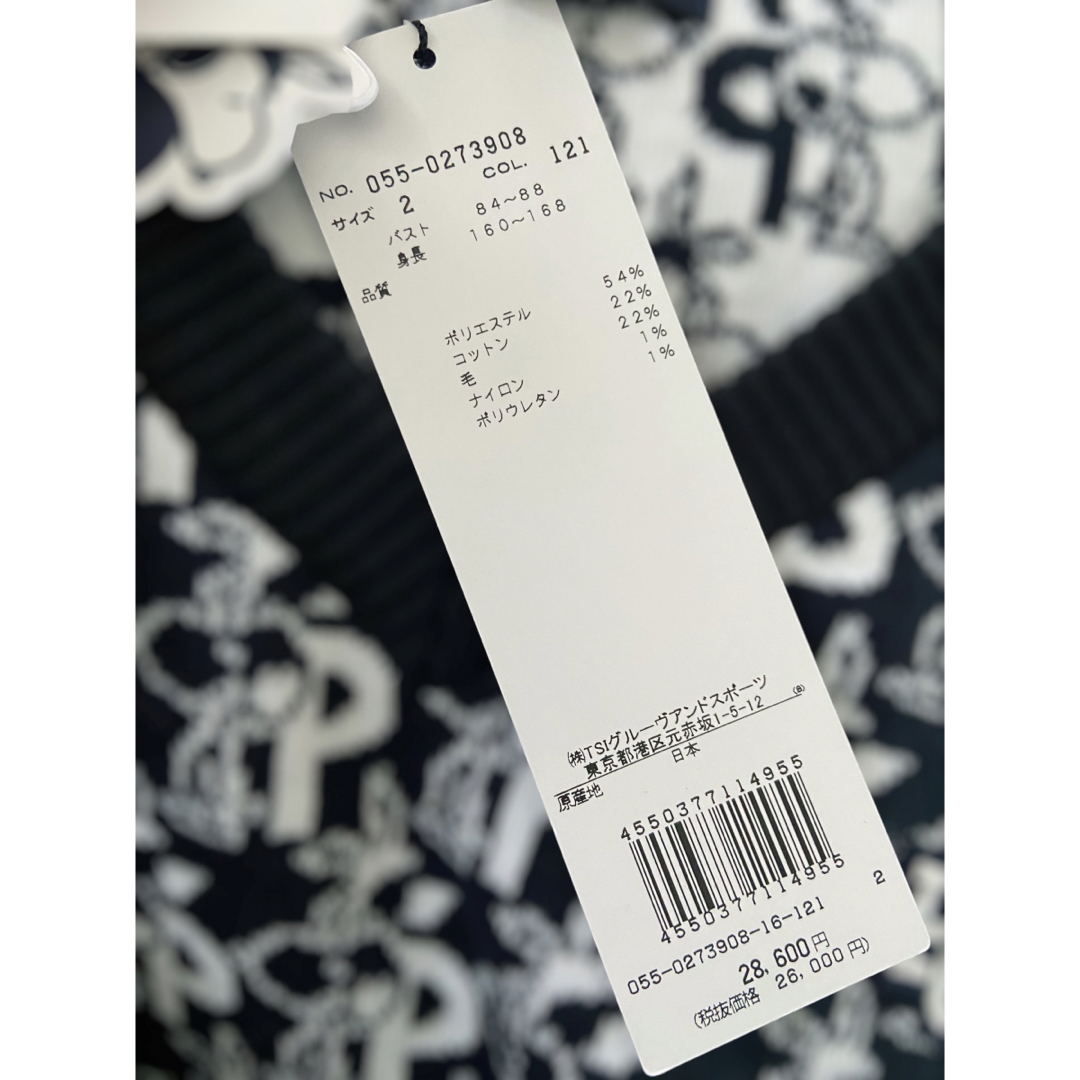 NO. 055-0273908 COL. 121
サイズ 2
バスト 84~88
身長 160~168
品質
ポリエステル 54%
コットン 22%
毛 22%
ナイロン 1%
ポリウレタン 1%
(株)TSIグルーヴアンドスポーツ
東京都港区元赤坂1-5-12 (8)
原産地 日本
4550377114955
4550377114955
055-0273908-16-121 2
28,600円
(税抜価格 26,000円)
P
P